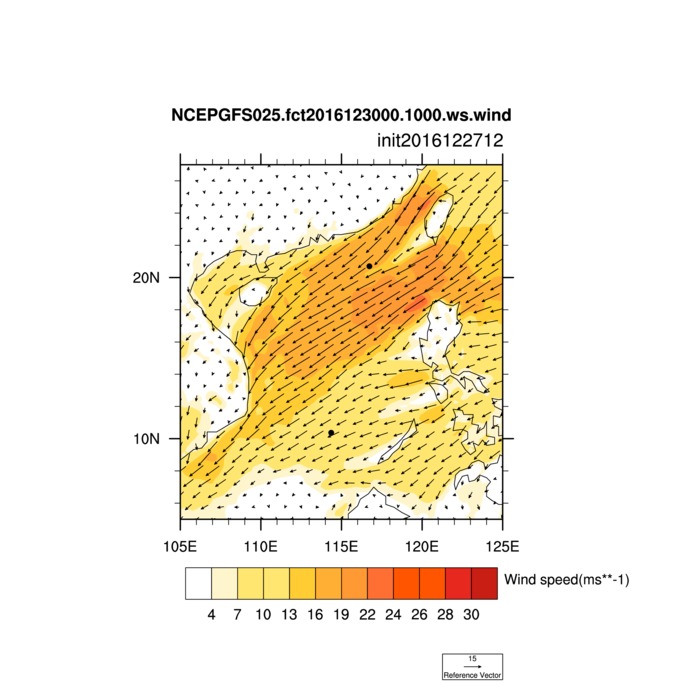 NCEPGFS025.fct2016123000.1000.ws.wind
init2016122712
20N
10N
105E 110E 115E 120E 125E
Wind speed(ms**-1)
4 7 10 13 16 19 22 24 26 28 30
15
Reference Vector